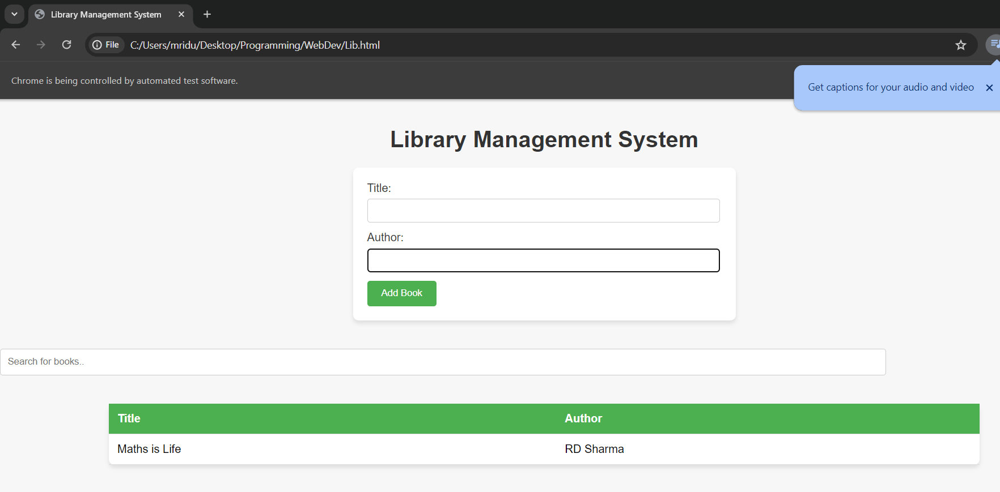 Library Management System
File C:/Users/mridu/Desktop/Programming/WebDev/Lib.html
Chrome is being controlled by automated test software.
Get captions for your audio and video
Library Management System
Title:
Author:
Add Book
Search for books..
Title Author
Maths is Life RD Sharma